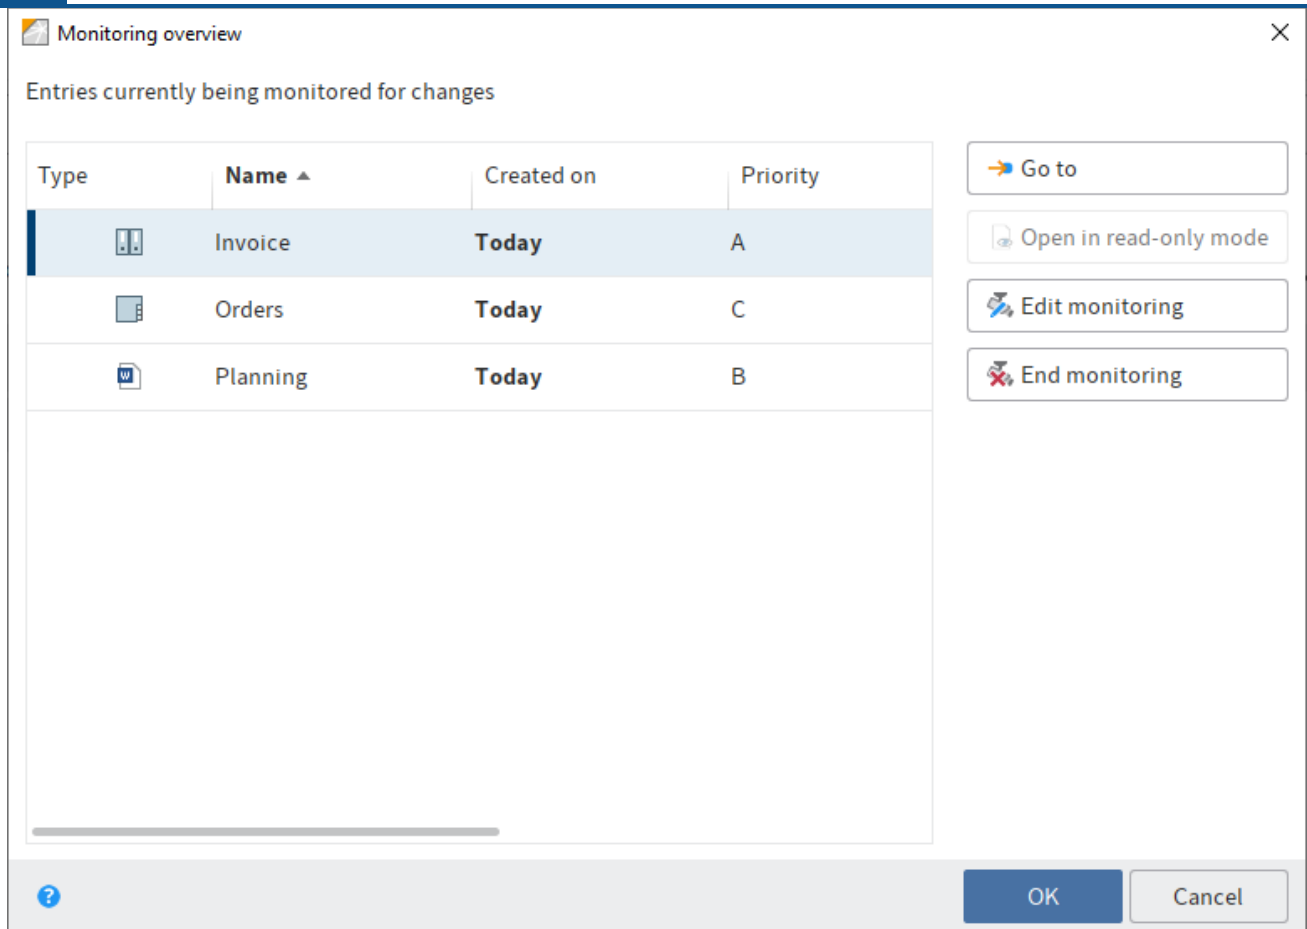 Monitoring overview
Entries currently being monitored for changes
Type Name Created on Priority
Invoice Today A
Orders Today C
W Planning Today B
Go to
Open in read-only mode
Edit monitoring
End monitoring
? OK Cancel